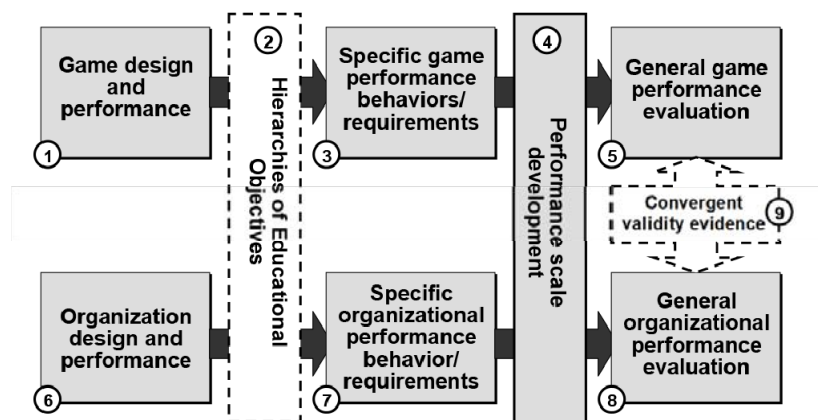 Game design
and
performance
1
2
Hierarchies of Educational
Objectives
Specific game
performance
behaviors/
requirements
3
4
Performance scale
development
General game
performance
evaluation
5
Convergent
validity evidence
9
Organization
design and
performance
6
Specific
organizational
performance
behavior/
requirements
7
General
organizational
performance
evaluation
8